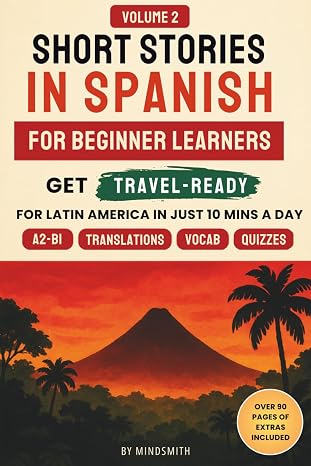 VOLUME 2
SHORT STORIES
IN SPANISH
FOR BEGINNER LEARNERS
GET TRAVEL-READY
FOR LATIN AMERICA IN JUST 10 MINS A DAY
A2-B1 TRANSLATIONS VOCAB QUIZZES
OVER 90
PAGES OF
EXTRAS
INCLUDED
BY MINDSMITH